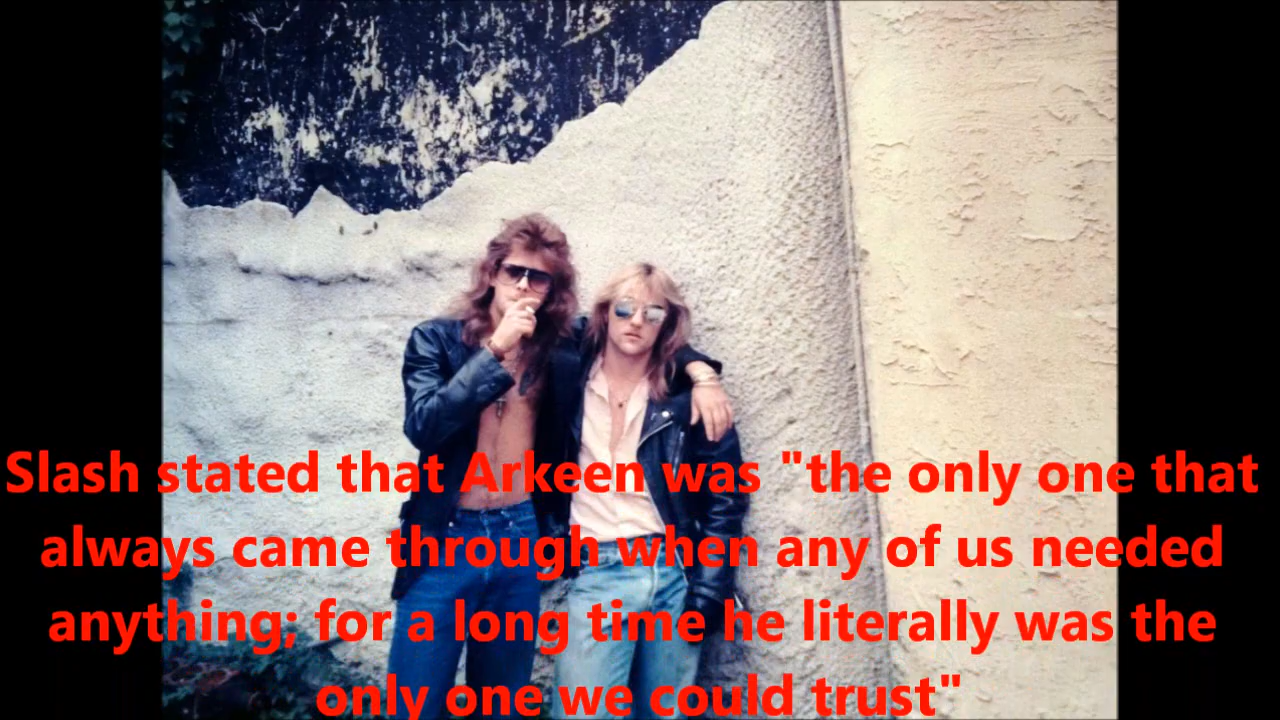 Slash stated that Arkeen was "the only one that
always came through when any of us needed
anything; for a long time he literally was the
only one we could trust"